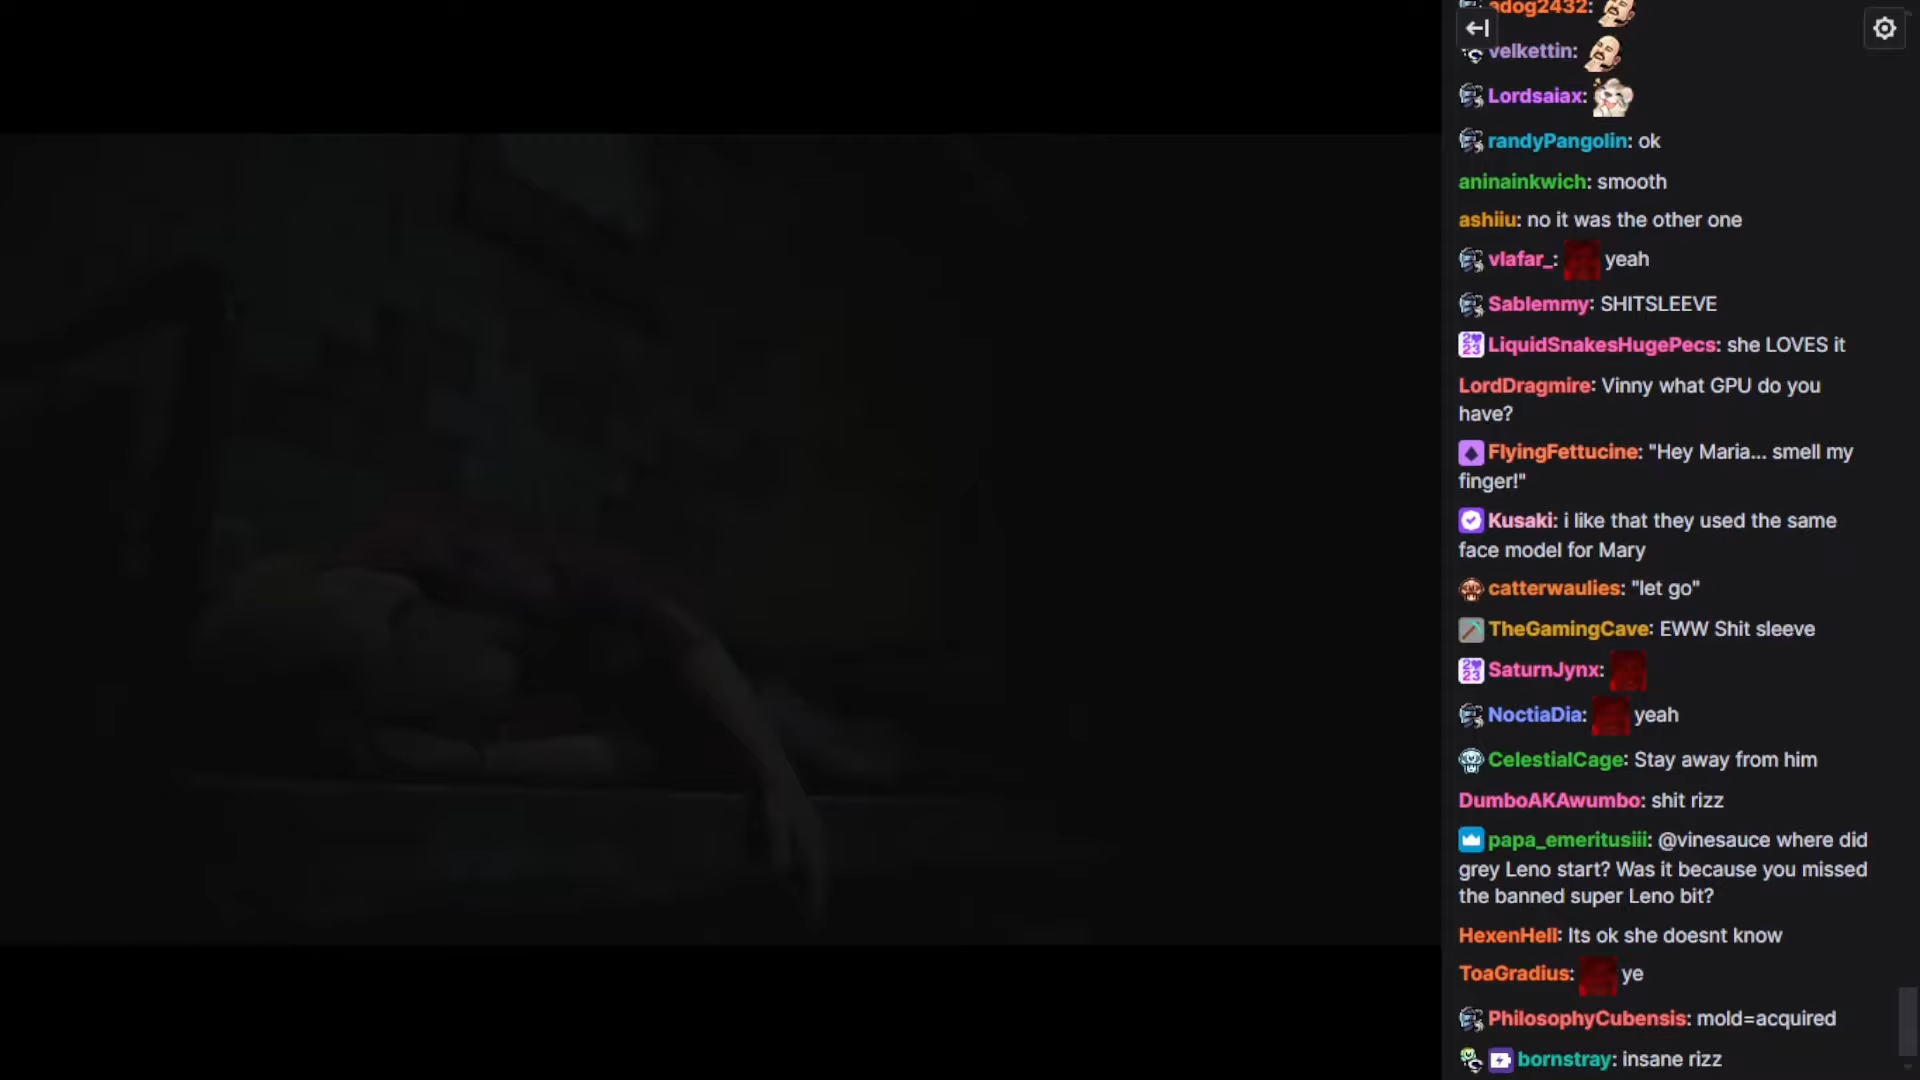 adog2432:
velkettin:
Lordsaiax:
randyPangolin: ok
aninainkwich: smooth
ashiiu: no it was the other one
vlafar_: yeah
Sablemmy: SHITSLEEVE
LiquidSnakesHugePecs: she LOVES it
LordDragmire: Vinny what GPU do you
have?
FlyingFettucine: "Hey Maria... smell my
finger!"
Kusaki: i like that they used the same
face model for Mary
catterwaulies: "let go"
TheGamingCave: EWW Shit sleeve
SaturnJynx:
NoctiaDia: yeah
CelestialCage: Stay away from him
DumboAKAwumbo: shit rizz
papa_emeritusiii: @vinesauce where did
grey Leno start? Was it because you missed
the banned super Leno bit?
HexenHell: Its ok she doesnt know
ToaGradius: ye
PhilosophyCubensis: mold=acquired
bornstray: insane rizz